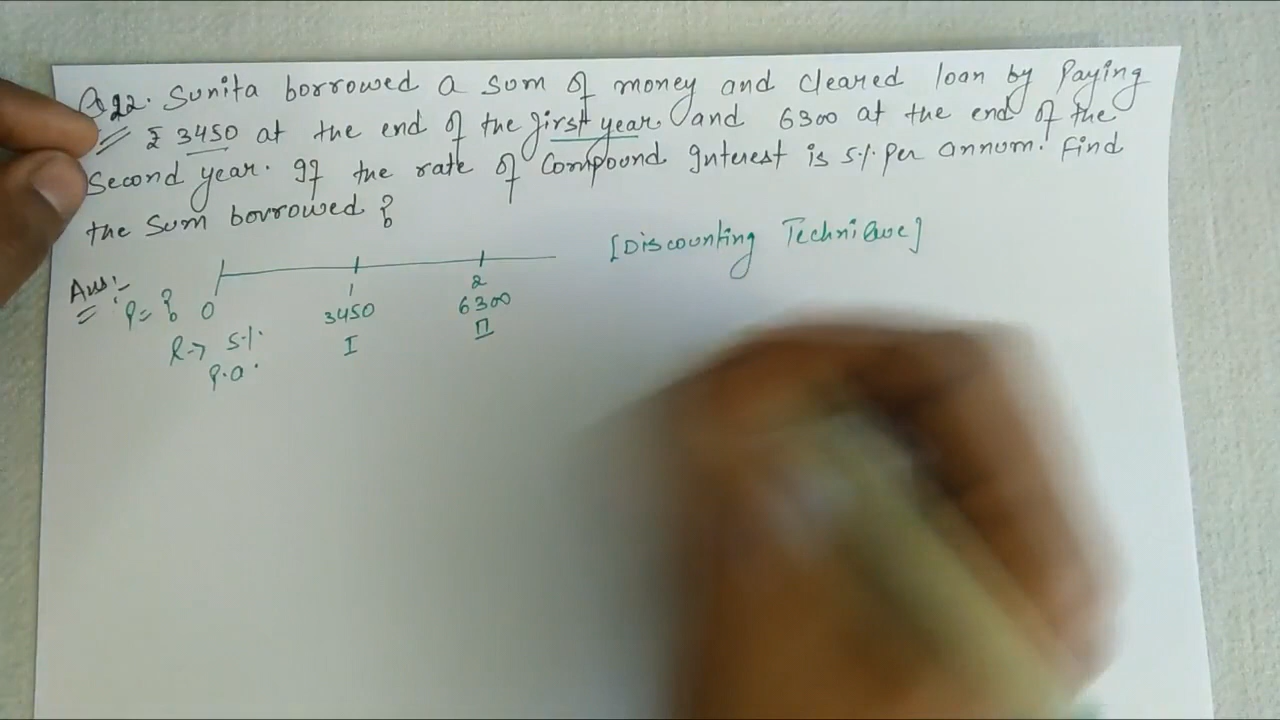 Q22. Sunita borrowed a sum of money and cleared loan by Paying
₹ 3450 at the end of the first year. and 6300 at the end of the
Second year. If the rate of Compound Interest is 5% per annum. Find
the Sum borrowed ?
[Discounting Technique]
Ans:-
P = ? 0 1 2
3450 6300
R → 5% I II
P.a.